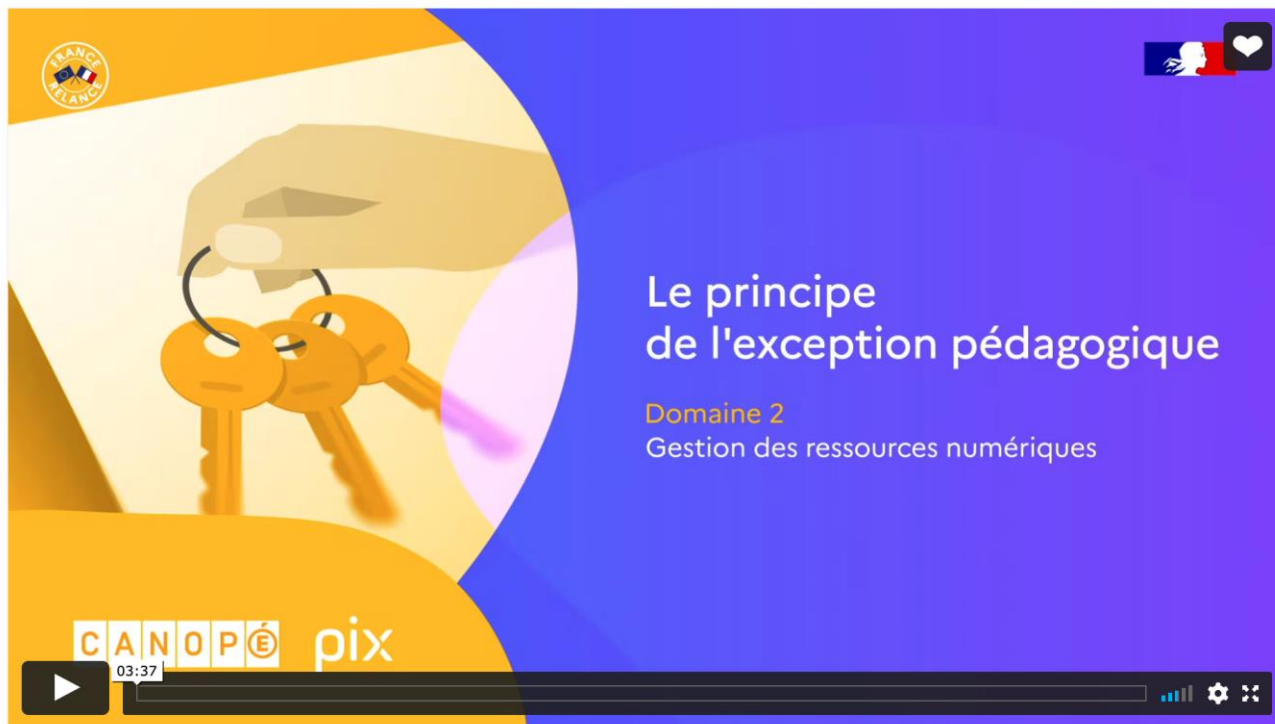 FRANCE
RELANCE
Le principe
de l'exception pédagogique
Domaine 2
Gestion des ressources numériques
CANOPÉ
pix
03:37